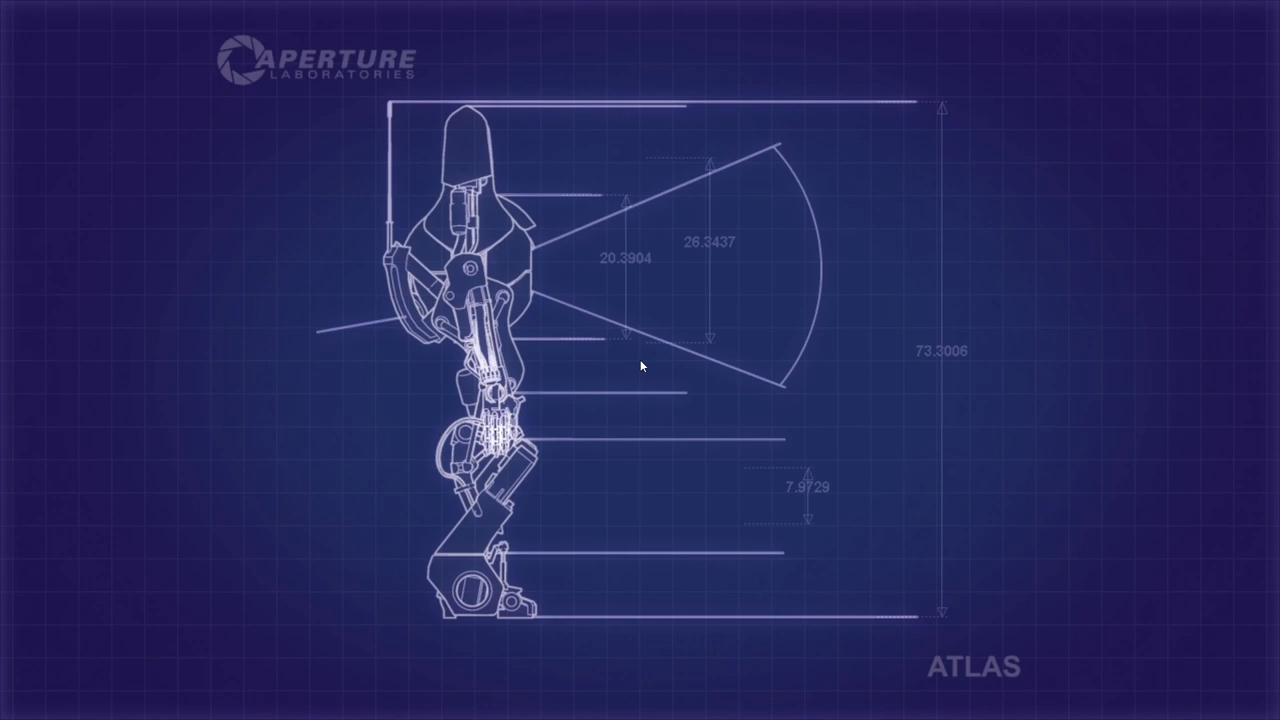 APERTURE
LABORATORIES
26.3437
20.3904
73.3006
7.9729
ATLAS